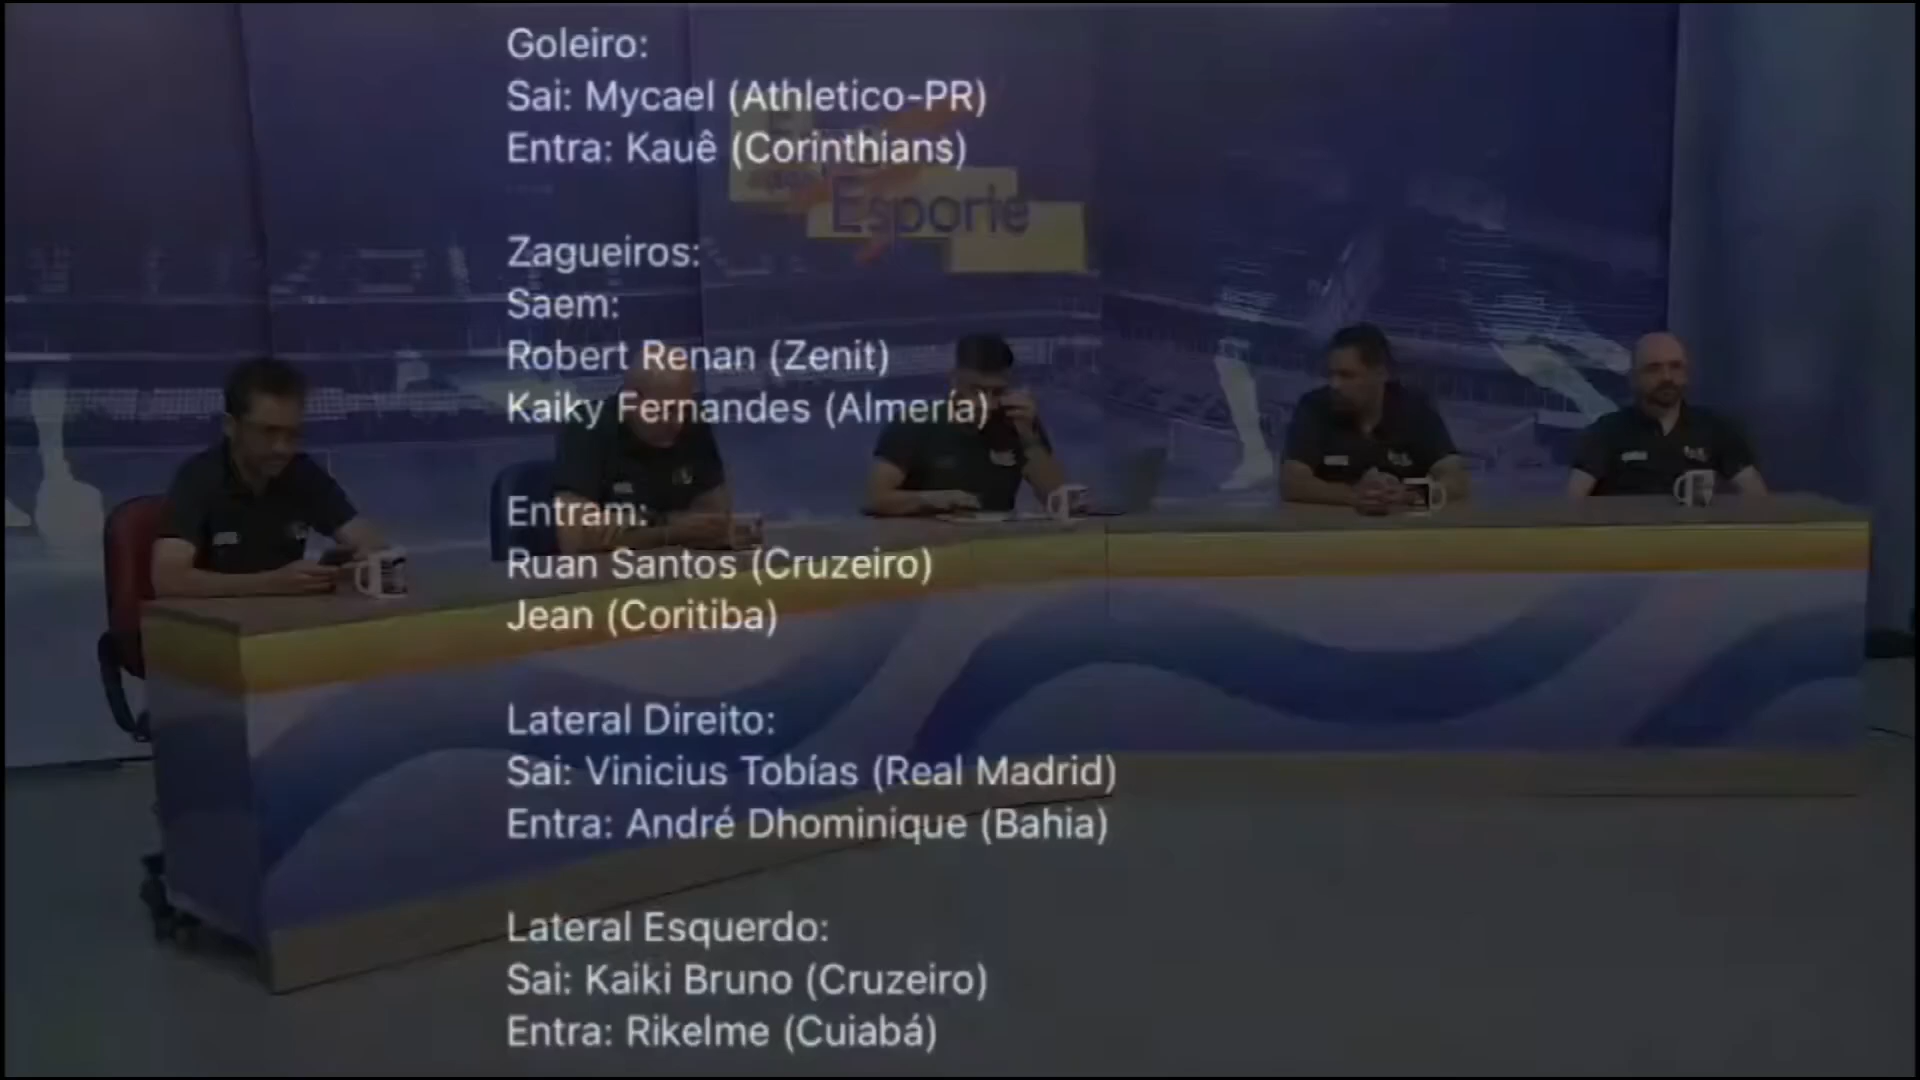 Goleiro:
Sai: Mycael (Athletico-PR)
Entra: Kauê (Corinthians)
Esporte
Zagueiros:
Saem:
Robert Renan (Zenit)
Kaiky Fernandes (Almería)
Entram:
Ruan Santos (Cruzeiro)
Jean (Coritiba)
Lateral Direito:
Sai: Vinicius Tobías (Real Madrid)
Entra: André Dhominique (Bahia)
Lateral Esquerdo:
Sai: Kaiki Bruno (Cruzeiro)
Entra: Rikelme (Cuiabá)